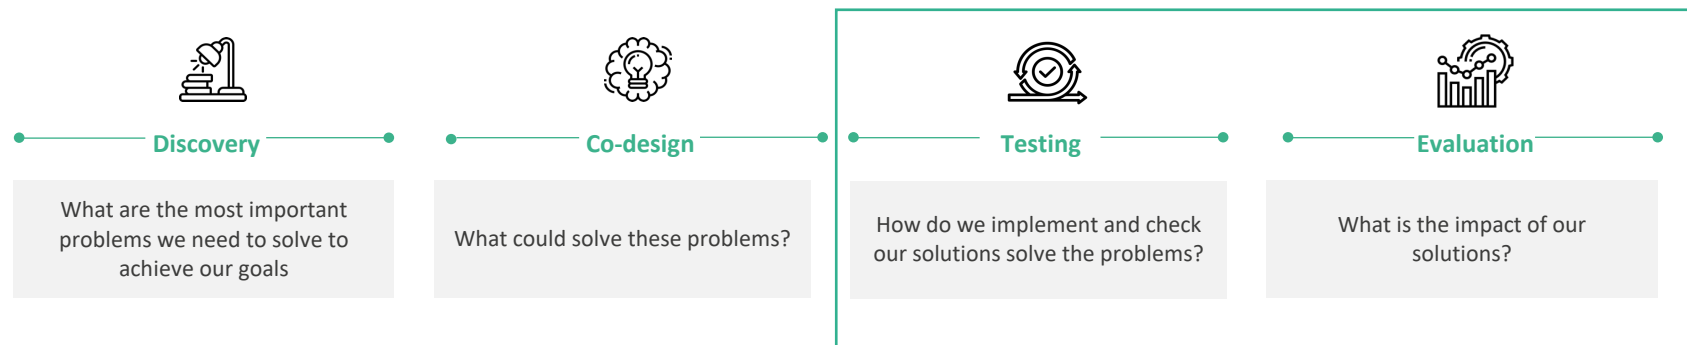 Discovery
What are the most important
problems we need to solve to
achieve our goals
Co-design
What could solve these problems?
Testing
How do we implement and check
our solutions solve the problems?
Evaluation
What is the impact of our
solutions?